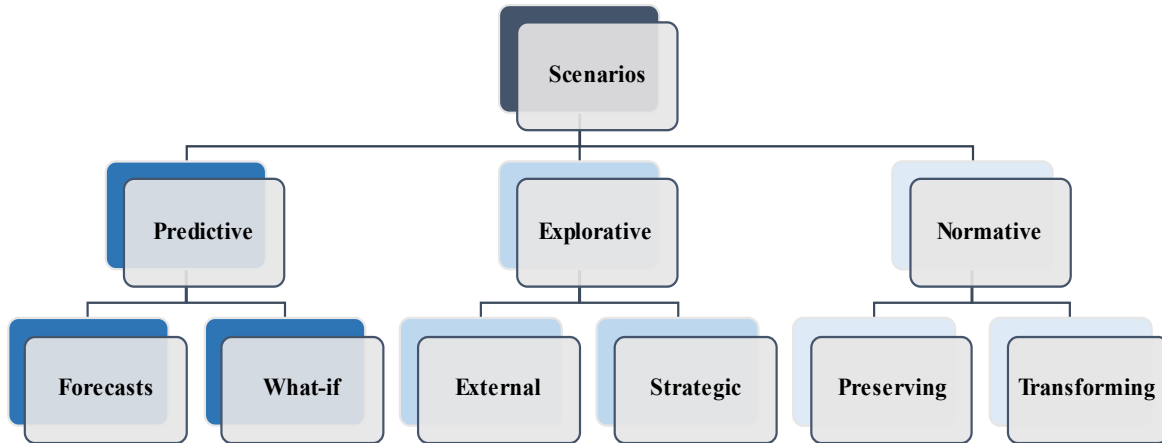 Scenarios
Predictive
Explorative
Normative
Forecasts
What-if
External
Strategic
Preserving
Transforming